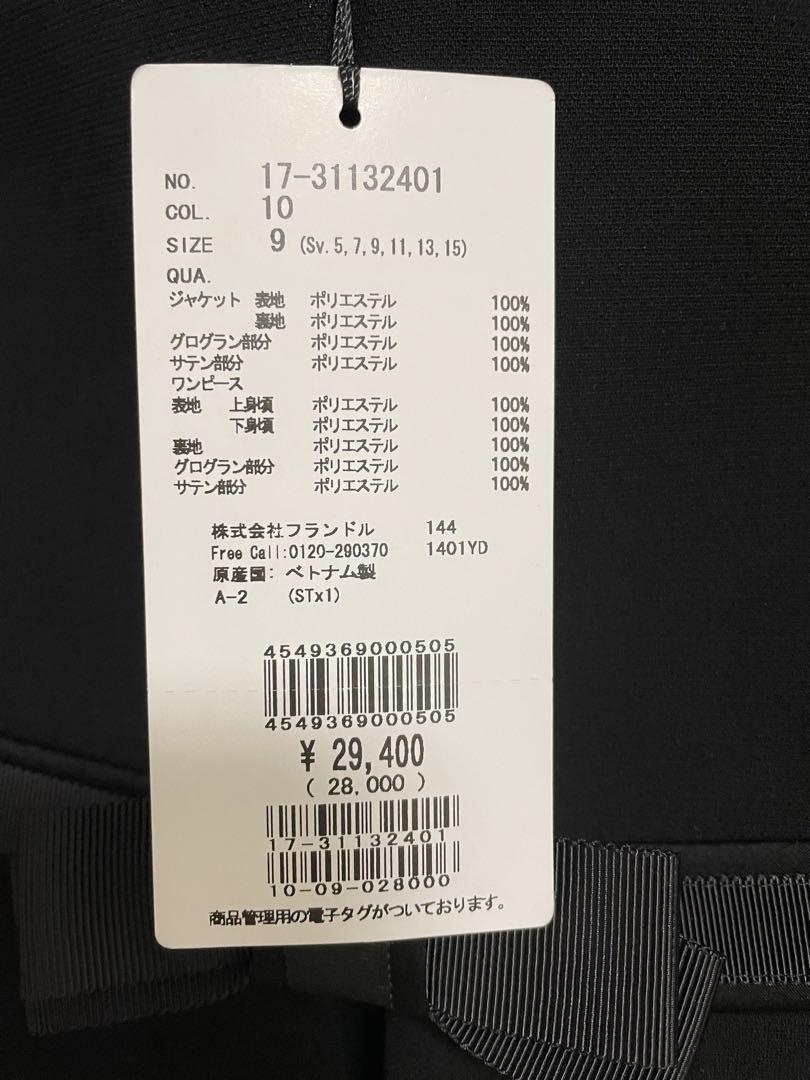 NO. 17-31132401
COL. 10
SIZE 9 (Sv. 5, 7, 9, 11, 13, 15)
QUA.
ジャケット 表地 ポリエステル 100%
裏地 ポリエステル 100%
グログラン部分 ポリエステル 100%
サテン部分 ポリエステル 100%
ワンピース
表地 上身頃 ポリエステル 100%
下身頃 ポリエステル 100%
裏地 ポリエステル 100%
グログラン部分 ポリエステル 100%
サテン部分 ポリエステル 100%
株式会社フランドル 144
Free Call:0120-290370 1401YD
原産国: ベトナム製
A-2 (STx1)
4549369000505
4549369000505
¥ 29,400
( 28,000 )
17-31132401
10-09-028000
商品管理用の電子タグがついております。